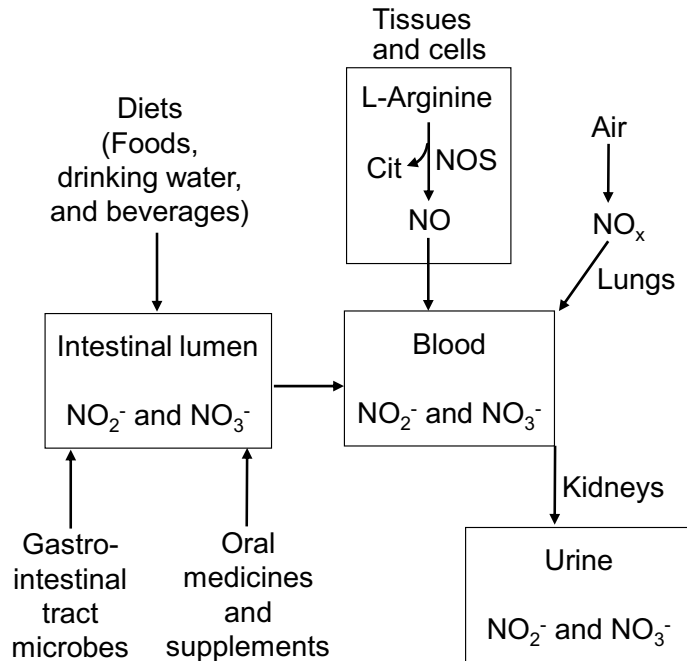 Tissues
and cells
L-Arginine
Cit
NOS
NO
Diets
(Foods,
drinking water,
and beverages)
Air
NOₓ
Lungs
Intestinal lumen
NO₂⁻ and NO₃⁻
Blood
NO₂⁻ and NO₃⁻
Kidneys
Gastro-
intestinal
tract
microbes
Oral
medicines
and
supplements
Urine
NO₂⁻ and NO₃⁻